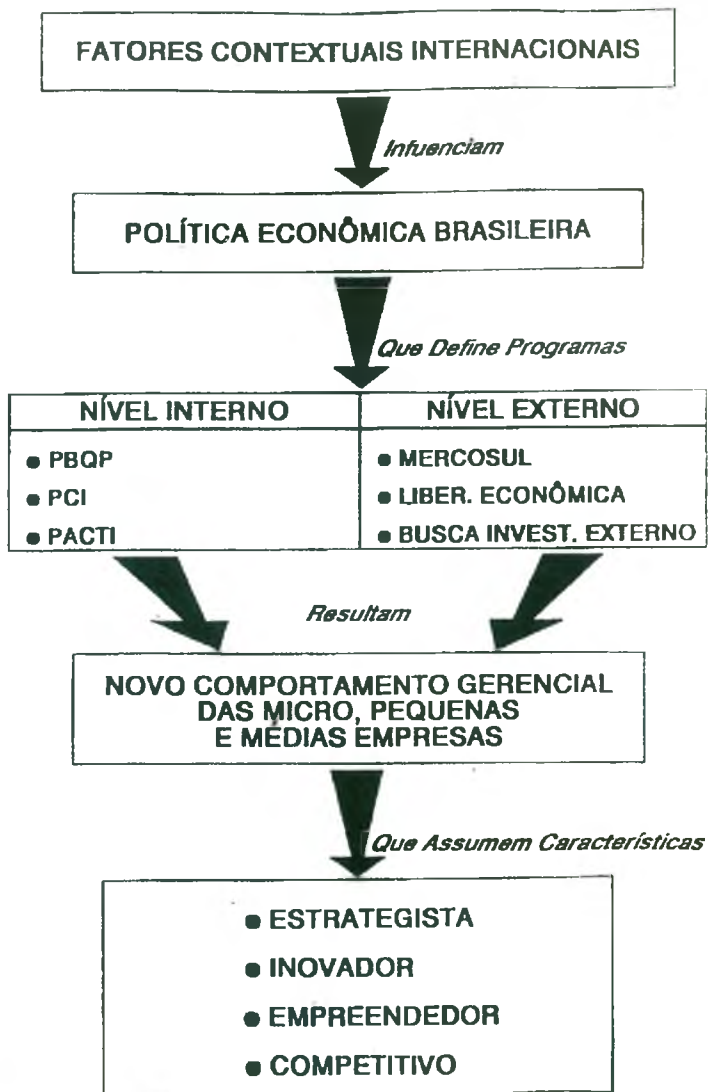 FATORES CONTEXTUAIS INTERNACIONAIS
Infuenciam
POLÍTICA ECONÔMICA BRASILEIRA
Que Define Programas
NÍVEL INTERNO
● PBQP
● PCI
● PACTI
NÍVEL EXTERNO
● MERCOSUL
● LIBER. ECONÔMICA
● BUSCA INVEST. EXTERNO
Resultam
NOVO COMPORTAMENTO GERENCIAL
DAS MICRO, PEQUENAS
E MÉDIAS EMPRESAS
Que Assumem Características
● ESTRATEGISTA
● INOVADOR
● EMPREENDEDOR
● COMPETITIVO